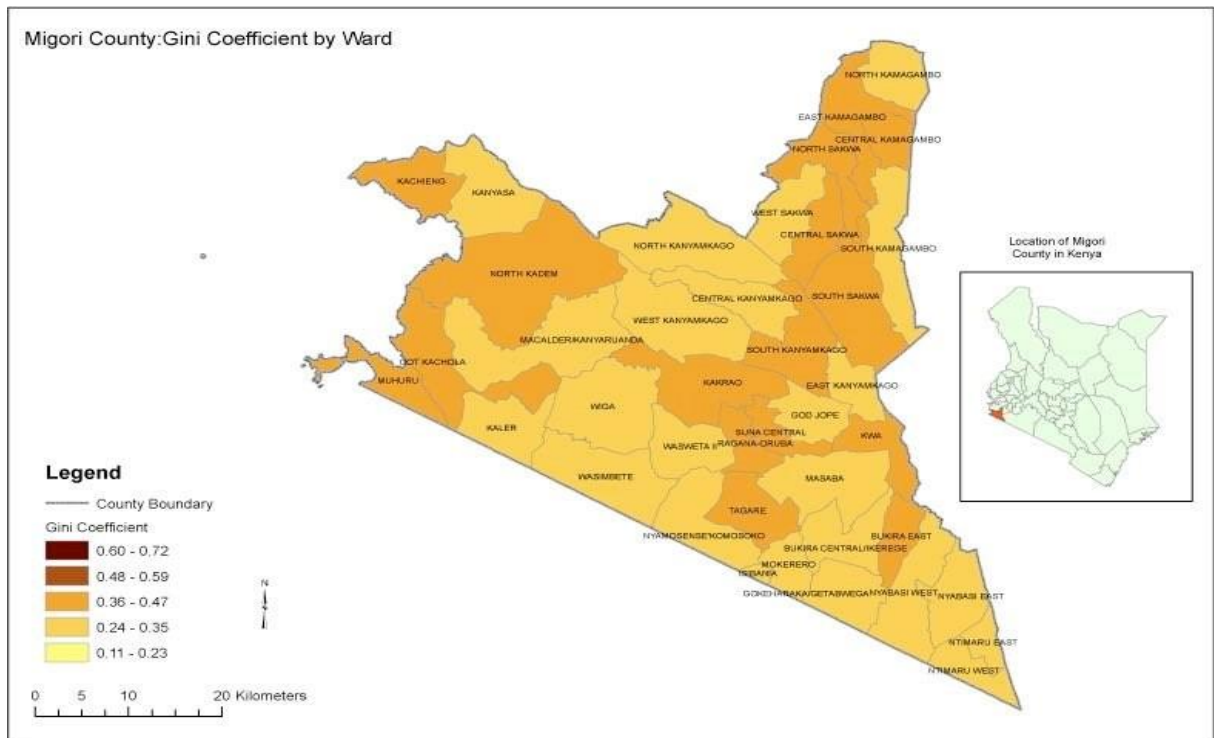 Migori County:Gini Coefficient by Ward
NORTH KAMAGAMBO
EAST KAMAGAMBO
CENTRAL KAMAGAMBO
NORTH SAKWA
KACHIENG
KANYASA
WEST SAKWA
CENTRAL SAKWA
NORTH KANYAMKAGO
SOUTH KAMAGAMBO
NORTH KADEM
CENTRAL KANYAMKAGO
SOUTH SAKWA
WEST KANYAMKAGO
MACALDER/KANYARUANDA
SOUTH KANYAMKAGO
GOT KACHOLA
MUHURU
KAKRAO
EAST KANYAMKAGO
WIGA
GOD JOPE
KALER
SUNA CENTRAL
KWA
RAGANA-ORUBA
WASWETA II
WASIMBETE
MASABA
TAGARE
NYAMOSENSE'KOMOSOKO
BUKIRA EAST
BUKIRA CENTRAL/IKEREGE
MOKERERO
ISIBANIA
GOKEHARAKA/GETABWEGA
NYABASI WEST
NYABASI EAST
NTIMARU EAST
NTIMARU WEST
Location of Migori
County in Kenya
Legend
County Boundary
Gini Coefficient
0.60 - 0.72
0.48 - 0.59
0.36 - 0.47
0.24 - 0.35
0.11 - 0.23
N
0 5 10 20 Kilometers